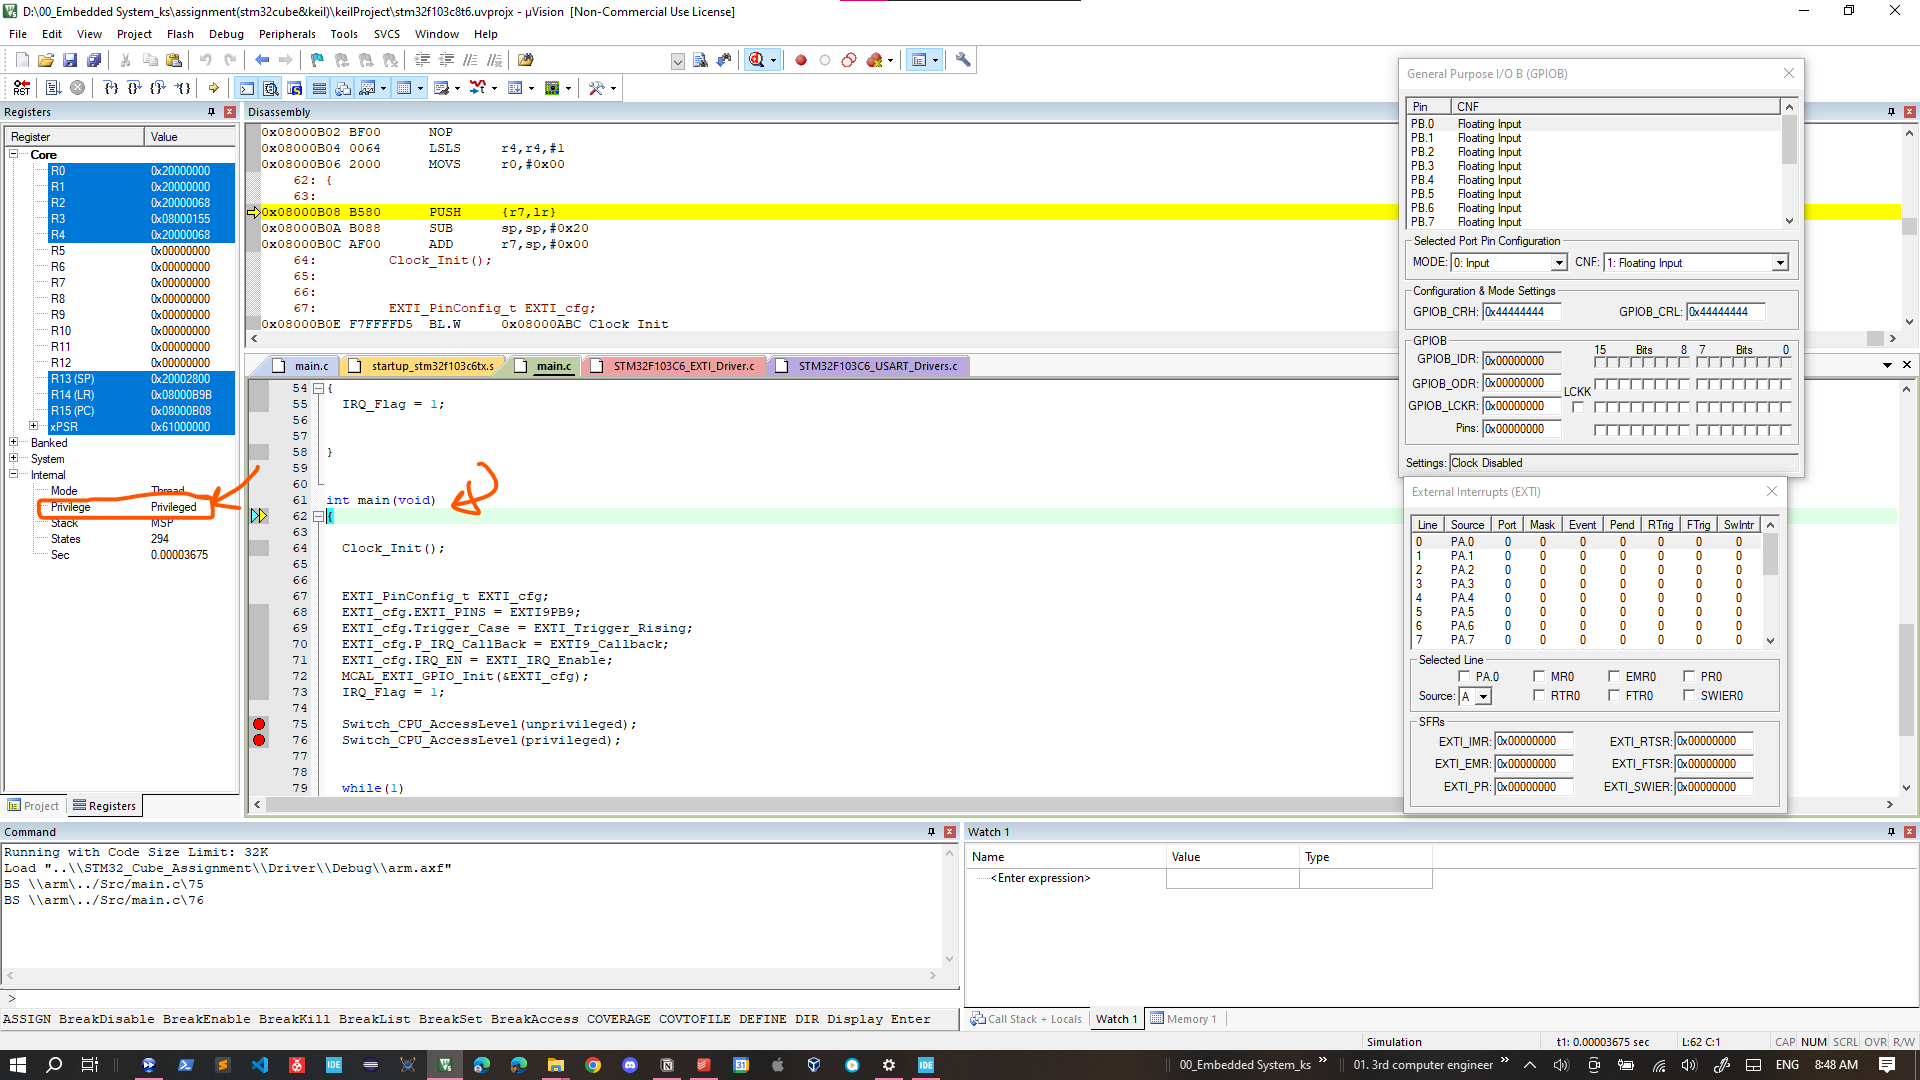 D:\00_Embedded System_ks\assignment(stm32cube&keil)\keilProject\stm32f103c8t6.uvprojx - µVision  [Non-Commercial Use License]
File Edit View Project Flash Debug Peripherals Tools SVCS Window Help
RST
Registers
Register Value
Core
R0 0x20000000
R1 0x20000000
R2 0x20000068
R3 0x08000155
R4 0x20000068
R5 0x00000000
R6 0x00000000
R7 0x00000000
R8 0x00000000
R9 0x00000000
R10 0x00000000
R11 0x00000000
R12 0x00000000
R13 (SP) 0x20002800
R14 (LR) 0x08000B9B
R15 (PC) 0x08000B08
xPSR 0x61000000
Banked
System
Internal
Mode Thread
Privilege Privileged
Stack MSP
States 294
Sec 0.00003675
Project Registers
Disassembly
0x08000B02 BF00 NOP
0x08000B04 0064 LSLS r4,r4,#1
0x08000B06 2000 MOVS r0,#0x00
62: {
63:
0x08000B08 B580 PUSH {r7,lr}
0x08000B0A B088 SUB sp,sp,#0x20
0x08000B0C AF00 ADD r7,sp,#0x00
64: Clock_Init();
65:
66:
67: EXTI_PinConfig_t EXTI_cfg;
0x08000B0E F7FFFFD5 BL.W 0x08000ABC Clock_Init
main.c startup_stm32f103c6tx.s main.c STM32F103C6_EXTI_Driver.c STM32F103C6_USART_Drivers.c
54 {
55 IRQ_Flag = 1;
56
57
58 }
59
60
61 int main(void)
62 {
63
64 Clock_Init();
65
66
67 EXTI_PinConfig_t EXTI_cfg;
68 EXTI_cfg.EXTI_PINS = EXTI9PB9;
69 EXTI_cfg.Trigger_Case = EXTI_Trigger_Rising;
70 EXTI_cfg.P_IRQ_CallBack = EXTI9_Callback;
71 EXTI_cfg.IRQ_EN = EXTI_IRQ_Enable;
72 MCAL_EXTI_GPIO_Init(&EXTI_cfg);
73 IRQ_Flag = 1;
74
75 Switch_CPU_AccessLevel(unprivileged);
76 Switch_CPU_AccessLevel(privileged);
77
78
79 while(1)
General Purpose I/O B (GPIOB)
Pin CNF
PB.0 Floating Input
PB.1 Floating Input
PB.2 Floating Input
PB.3 Floating Input
PB.4 Floating Input
PB.5 Floating Input
PB.6 Floating Input
PB.7 Floating Input
Selected Port Pin Configuration
MODE: 0: Input CNF: 1: Floating Input
Configuration & Mode Settings
GPIOB_CRH: 0x44444444 GPIOB_CRL: 0x44444444
GPIOB
15 Bits 8 7 Bits 0
GPIOB_IDR: 0x00000000
GPIOB_ODR: 0x00000000
LCKK
GPIOB_LCKR: 0x00000000
Pins: 0x00000000
Settings: Clock Disabled
External Interrupts (EXTI)
Line Source Port Mask Event Pend RTrig FTrig SwIntr
0 PA.0 0 0 0 0 0 0 0
1 PA.1 0 0 0 0 0 0 0
2 PA.2 0 0 0 0 0 0 0
3 PA.3 0 0 0 0 0 0 0
4 PA.4 0 0 0 0 0 0 0
5 PA.5 0 0 0 0 0 0 0
6 PA.6 0 0 0 0 0 0 0
7 PA.7 0 0 0 0 0 0 0
Selected Line
PA.0 MR0 EMR0 PR0
Source: A RTR0 FTR0 SWIER0
SFRs
EXTI_IMR: 0x00000000 EXTI_RTSR: 0x00000000
EXTI_EMR: 0x00000000 EXTI_FTSR: 0x00000000
EXTI_PR: 0x00000000 EXTI_SWIER: 0x00000000
Command
Running with Code Size Limit: 32K
Load "..\\STM32_Cube_Assignment\\Driver\\Debug\\arm.axf"
BS \\arm\../Src/main.c\75
BS \\arm\../Src/main.c\76
>
ASSIGN BreakDisable BreakEnable BreakKill BreakList BreakSet BreakAccess COVERAGE COVTOFILE DEFINE DIR Display Enter
Watch 1
Name Value Type
<Enter expression>
Call Stack + Locals Watch 1 Memory 1
Simulation t1: 0.00003675 sec L:62 C:1 CAP NUM SCRL OVR R/W
00_Embedded System_ks 01. 3rd computer engineer ENG 8:48 AM